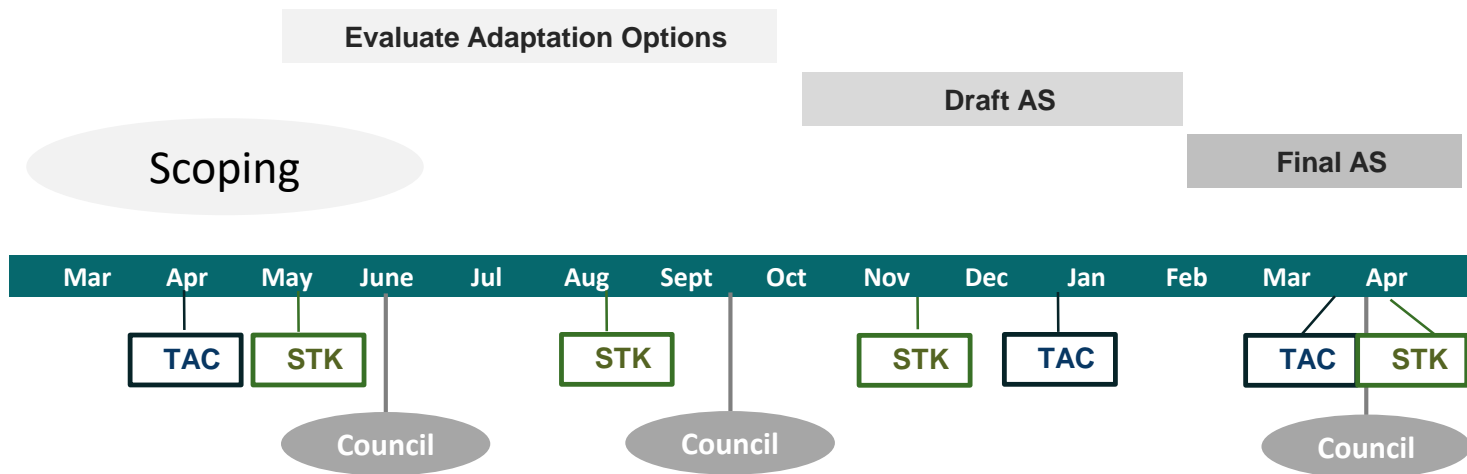 Evaluate Adaptation Options
Draft AS
Final AS
Scoping
Mar Apr May June Jul Aug Sept Oct Nov Dec Jan Feb Mar Apr
TAC STK STK STK TAC TAC STK
Council Council Council